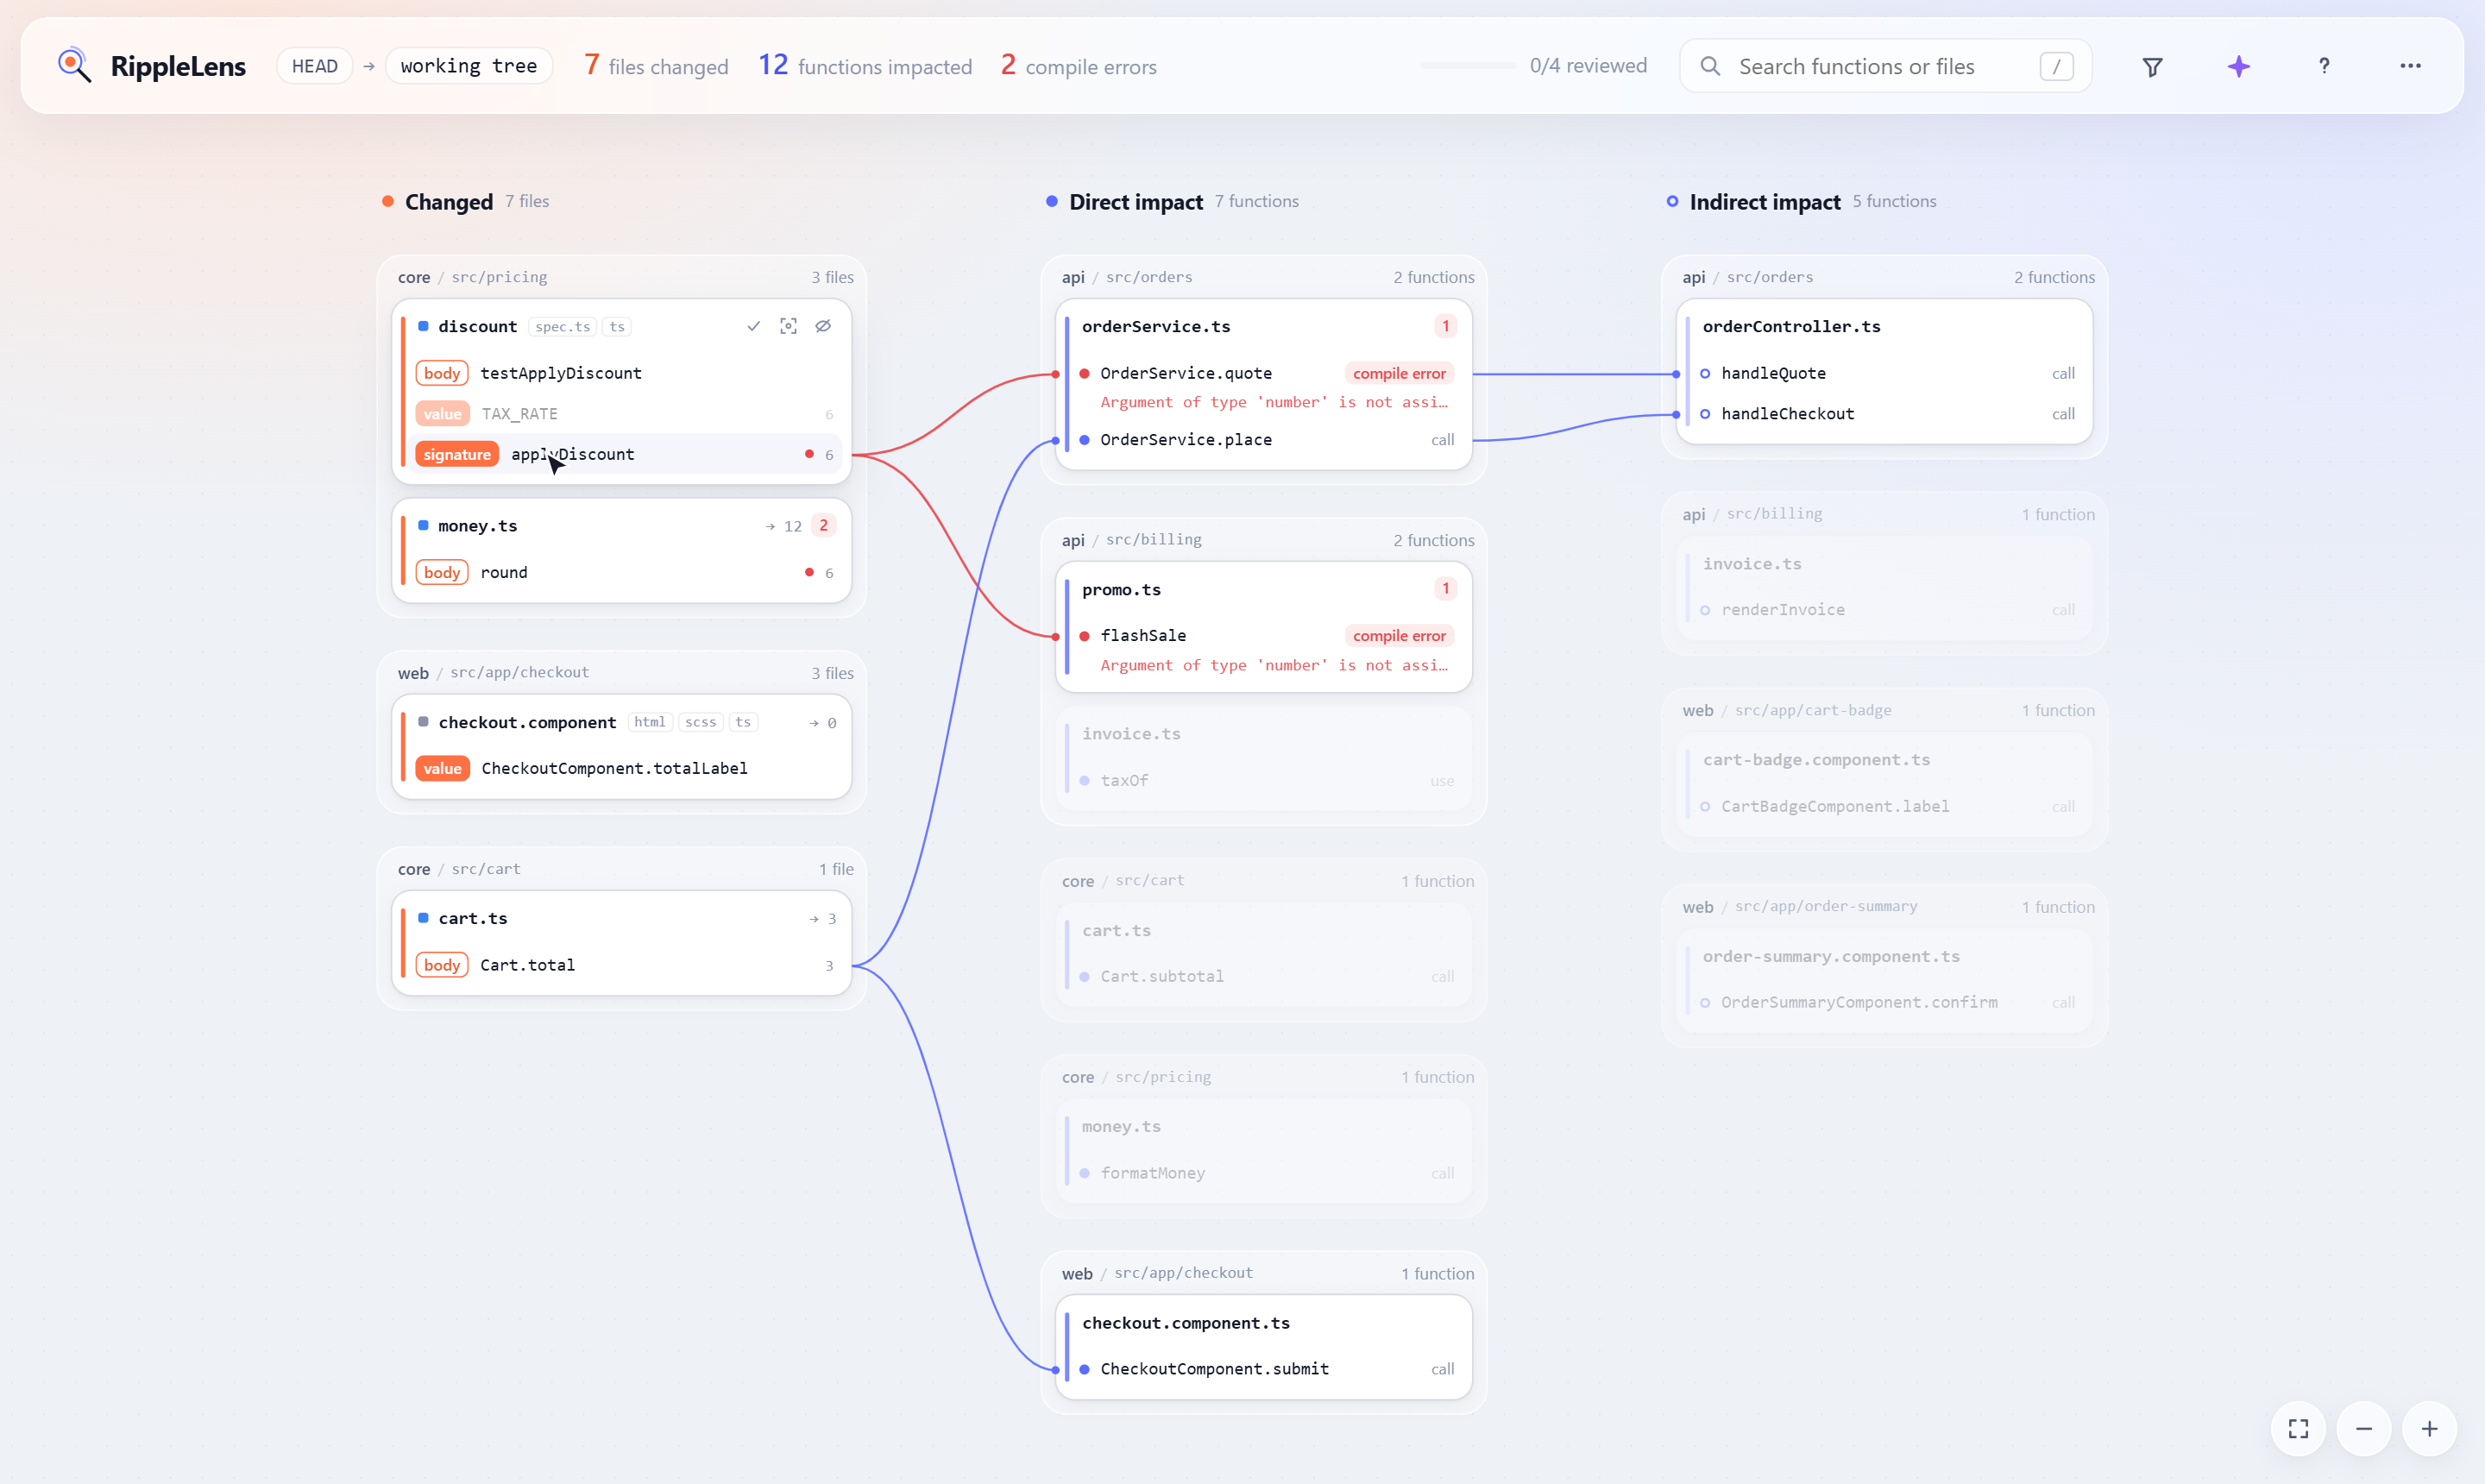 RippleLens HEAD → working tree 7 files changed 12 functions impacted 2 compile errors 0/4 reviewed Search functions or files / ? ...
Changed 7 files
core / src/pricing 3 files
discount spec.ts ts
body testApplyDiscount
value TAX_RATE 6
signature applyDiscount 6
money.ts → 12 2
body round 6
web / src/app/checkout 3 files
checkout.component html scss ts → 0
value CheckoutComponent.totalLabel
core / src/cart 1 file
cart.ts → 3
body Cart.total 3
Direct impact 7 functions
api / src/orders 2 functions
orderService.ts 1
OrderService.quote compile error
Argument of type 'number' is not assi…
OrderService.place call
api / src/billing 2 functions
promo.ts 1
flashSale compile error
Argument of type 'number' is not assi…
invoice.ts
taxOf use
core / src/cart 1 function
cart.ts
Cart.subtotal call
core / src/pricing 1 function
money.ts
formatMoney call
web / src/app/checkout 1 function
checkout.component.ts
CheckoutComponent.submit call
Indirect impact 5 functions
api / src/orders 2 functions
orderController.ts
handleQuote call
handleCheckout call
api / src/billing 1 function
invoice.ts
renderInvoice call
web / src/app/cart-badge 1 function
cart-badge.component.ts
CartBadgeComponent.label call
web / src/app/order-summary 1 function
order-summary.component.ts
OrderSummaryComponent.confirm call